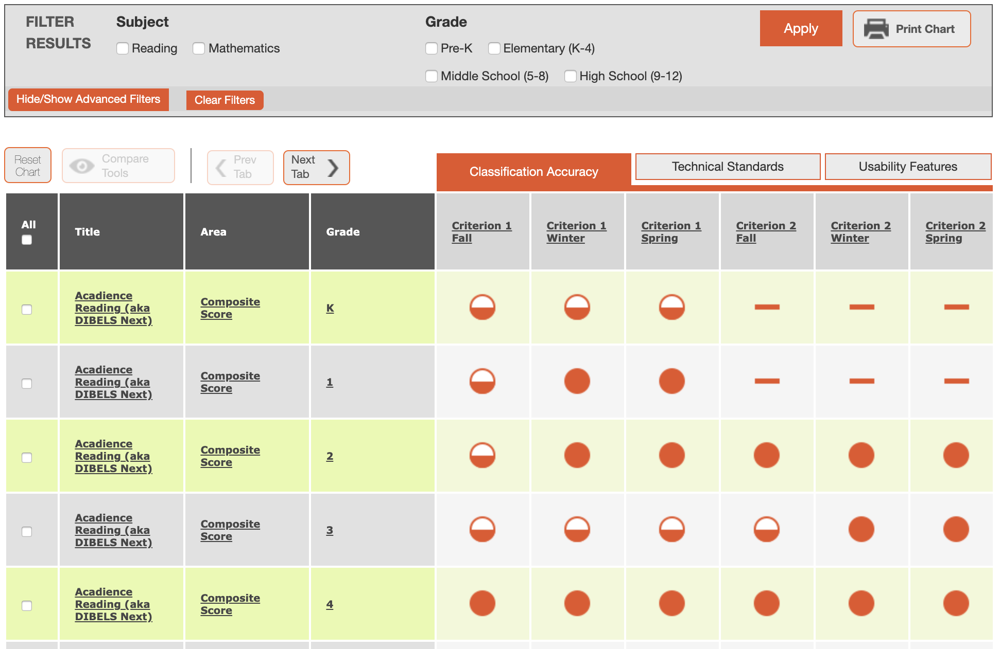 FILTER
RESULTS
Subject
Reading
Mathematics
Grade
Pre-K
Elementary (K-4)
Middle School (5-8)
High School (9-12)
Apply
Print Chart
Hide/Show Advanced Filters
Clear Filters
Reset
Chart
Compare
Tools
Prev
Tab
Next
Tab
Classification Accuracy
Technical Standards
Usability Features
All
Title
Area
Grade
Criterion 1
Fall
Criterion 1
Winter
Criterion 1
Spring
Criterion 2
Fall
Criterion 2
Winter
Criterion 2
Spring
Acadience
Reading (aka
DIBELS Next)
Composite
Score
K
Acadience
Reading (aka
DIBELS Next)
Composite
Score
1
Acadience
Reading (aka
DIBELS Next)
Composite
Score
2
Acadience
Reading (aka
DIBELS Next)
Composite
Score
3
Acadience
Reading (aka
DIBELS Next)
Composite
Score
4